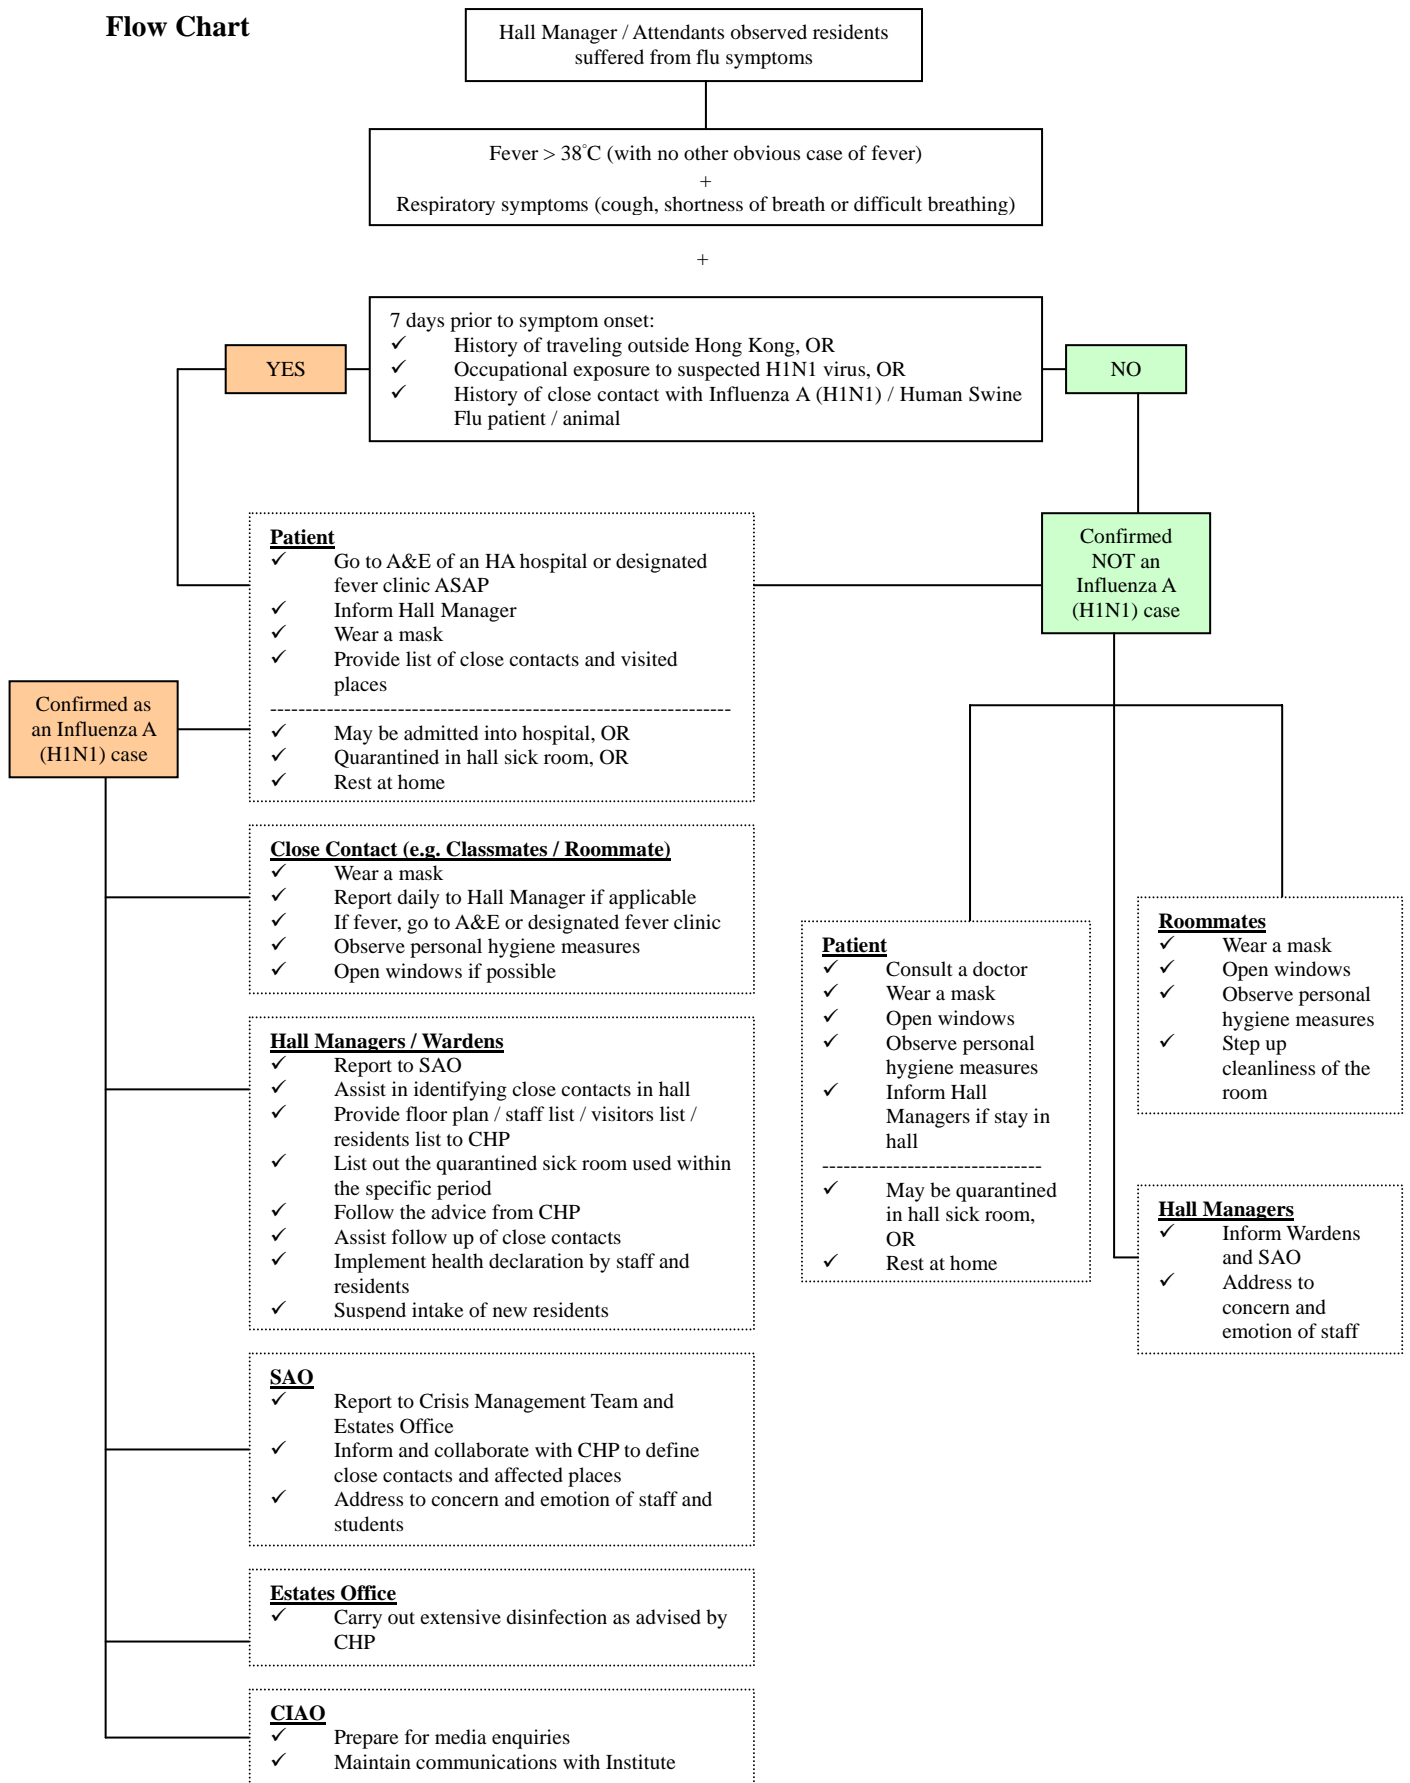 Flow Chart
Hall Manager / Attendants observed residents
suffered from flu symptoms
Fever > 38°C (with no other obvious case of fever)
+
Respiratory symptoms (cough, shortness of breath or difficult breathing)
+
7 days prior to symptom onset:
✓ History of traveling outside Hong Kong, OR
✓ Occupational exposure to suspected H1N1 virus, OR
✓ History of close contact with Influenza A (H1N1) / Human Swine
Flu patient / animal
YES
NO
Patient
✓ Go to A&E of an HA hospital or designated
fever clinic ASAP
✓ Inform Hall Manager
✓ Wear a mask
✓ Provide list of close contacts and visited
places
-----------------------------------------------------------------
✓ May be admitted into hospital, OR
✓ Quarantined in hall sick room, OR
✓ Rest at home
Confirmed
NOT an
Influenza A
(H1N1) case
Confirmed as
an Influenza A
(H1N1) case
Close Contact (e.g. Classmates / Roommate)
✓ Wear a mask
✓ Report daily to Hall Manager if applicable
✓ If fever, go to A&E or designated fever clinic
✓ Observe personal hygiene measures
✓ Open windows if possible
Hall Managers / Wardens
✓ Report to SAO
✓ Assist in identifying close contacts in hall
✓ Provide floor plan / staff list / visitors list /
residents list to CHP
✓ List out the quarantined sick room used within
the specific period
✓ Follow the advice from CHP
✓ Assist follow up of close contacts
✓ Implement health declaration by staff and
residents
✓ Suspend intake of new residents
SAO
✓ Report to Crisis Management Team and
Estates Office
✓ Inform and collaborate with CHP to define
close contacts and affected places
✓ Address to concern and emotion of staff and
students
Estates Office
✓ Carry out extensive disinfection as advised by
CHP
CIAO
✓ Prepare for media enquiries
✓ Maintain communications with Institute
Patient
✓ Consult a doctor
✓ Wear a mask
✓ Open windows
✓ Observe personal
hygiene measures
✓ Inform Hall
Managers if stay in
hall
-------------------------------
✓ May be quarantined
in hall sick room,
OR
✓ Rest at home
Roommates
✓ Wear a mask
✓ Open windows
✓ Observe personal
hygiene measures
✓ Step up
cleanliness of the
room
Hall Managers
✓ Inform Wardens
and SAO
✓ Address to
concern and
emotion of staff